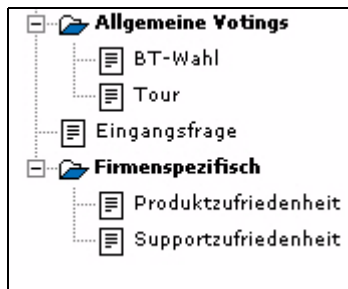 Allgemeine Votings
BT-Wahl
Tour
Eingangsfrage
Firmenspezifisch
Produktzufriedenheit
Supportzufriedenheit